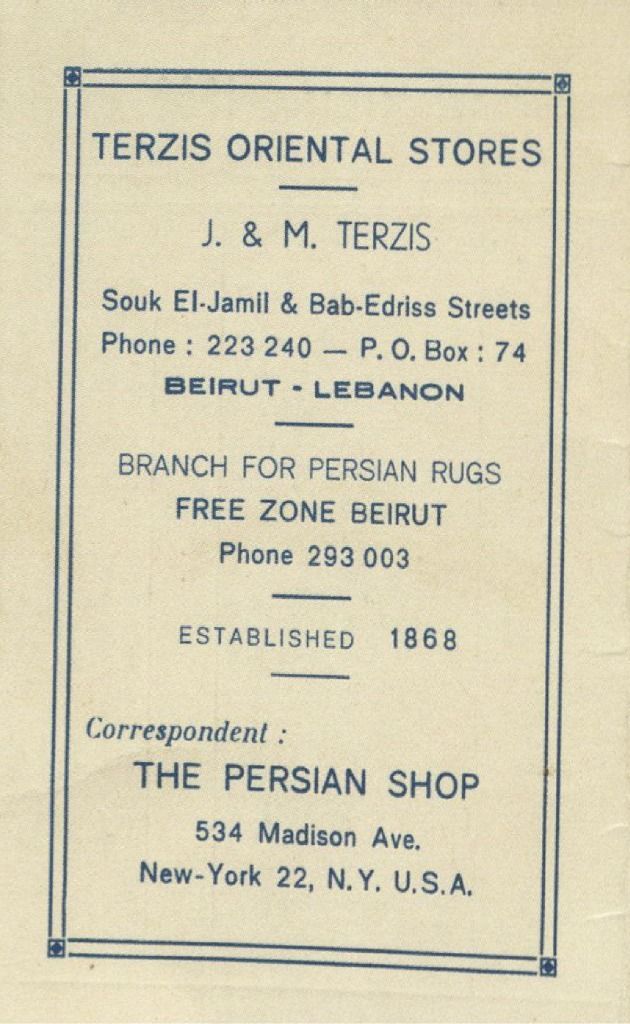 TERZIS ORIENTAL STORES
J. & M. TERZIS
Souk El-Jamil & Bab-Edriss Streets
Phone : 223 240 — P. O. Box : 74
BEIRUT - LEBANON
BRANCH FOR PERSIAN RUGS
FREE ZONE BEIRUT
Phone 293 003
ESTABLISHED 1868
Correspondent :
THE PERSIAN SHOP
534 Madison Ave.
New-York 22, N.Y. U.S.A.